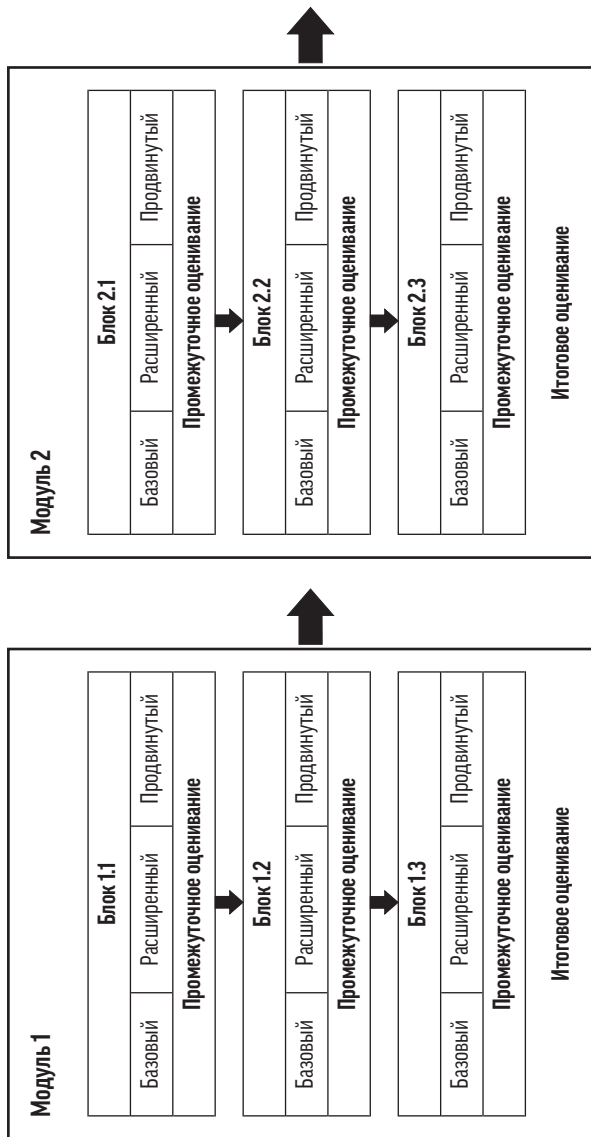 Модуль 1
Блок 1.1
Базовый Расширенный Продвинутый
Промежуточное оценивание
Блок 1.2
Базовый Расширенный Продвинутый
Промежуточное оценивание
Блок 1.3
Базовый Расширенный Продвинутый
Промежуточное оценивание
Итоговое оценивание
Модуль 2
Блок 2.1
Базовый Расширенный Продвинутый
Промежуточное оценивание
Блок 2.2
Базовый Расширенный Продвинутый
Промежуточное оценивание
Блок 2.3
Базовый Расширенный Продвинутый
Промежуточное оценивание
Итоговое оценивание